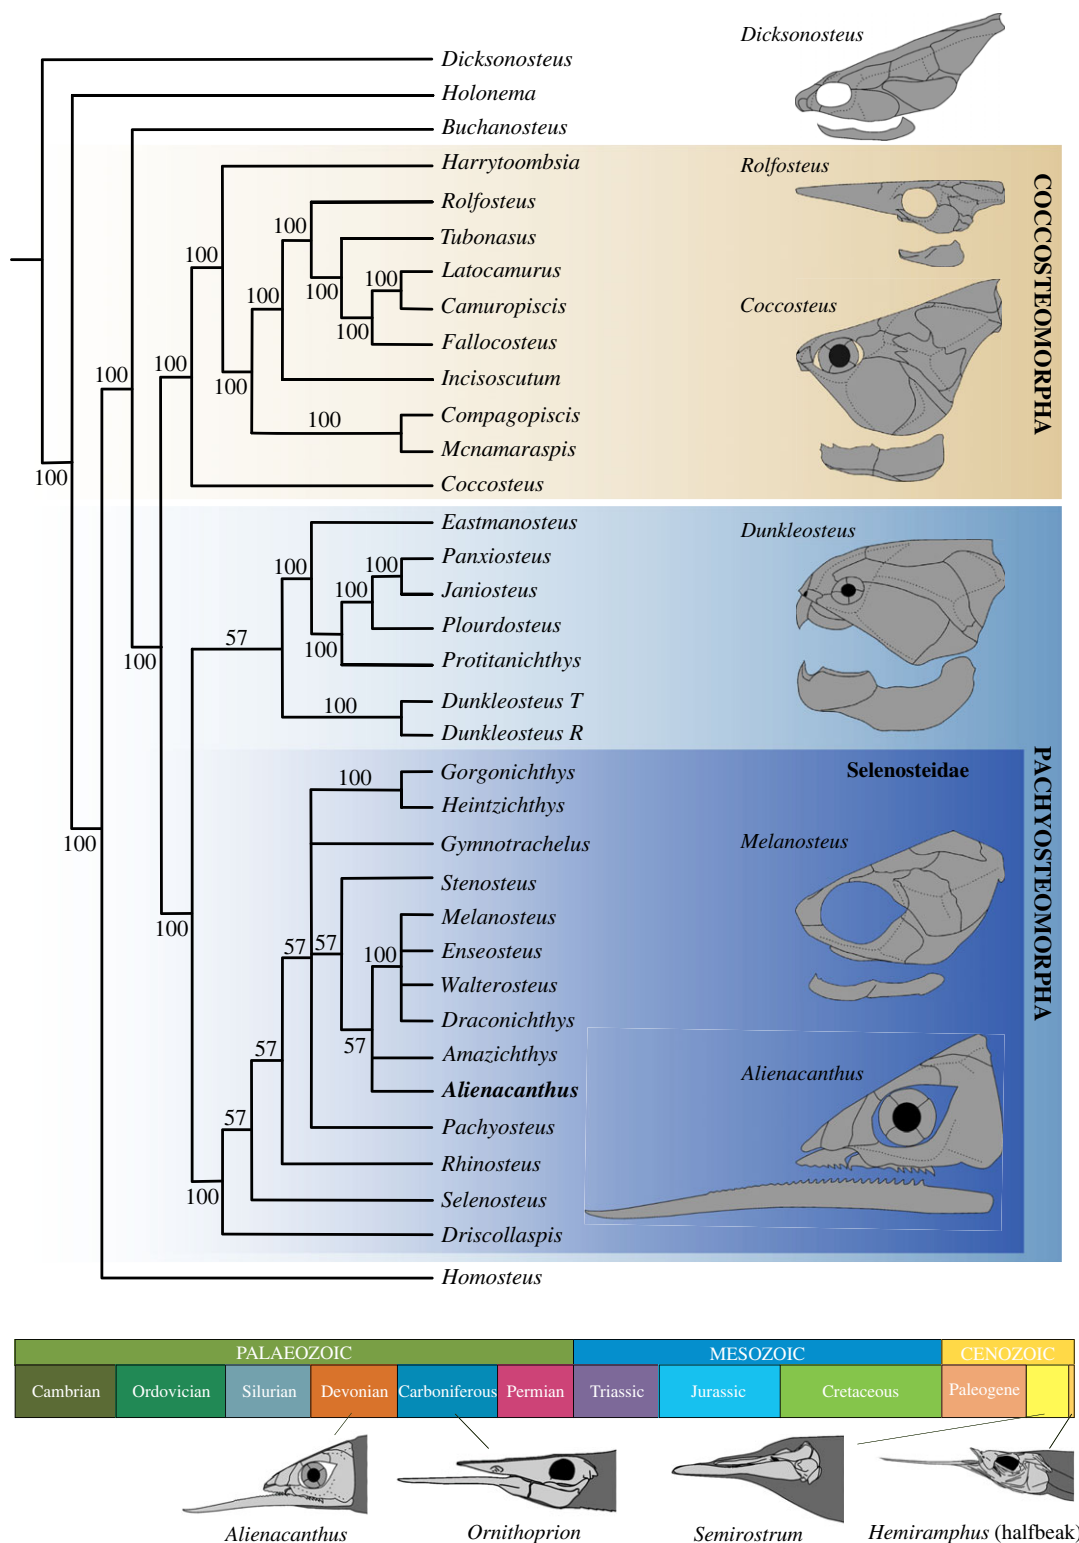 Dicksonosteus
Holonema
Buchanosteus
Harrytoombsia
Rolfosteus
Tubonasus
Latocamurus
Camuropiscis
Fallocosteus
Incisoscutum
Compagopiscis
Mcnamaraspis
Coccosteus
Eastmanosteus
Panxiosteus
Janiosteus
Plourdosteus
Protitanichthys
Dunkleosteus T
Dunkleosteus R
Gorgonichthys
Heintzichthys
Gymnotrachelus
Stenosteus
Melanosteus
Enseosteus
Walterosteus
Draconichthys
Amazichthys
Alienacanthus
Pachyosteus
Rhinosteus
Selenosteus
Driscollaspis
Homosteus
100
100
100
100
100
100
100
100
100
100
100
100
100
100
57
100
100
100
100
100
100
100
57
57
100
57
57
57
100
Dicksonosteus
Rolfosteus
Coccosteus
COCCOSTEOMORPHA
Dunkleosteus
Selenosteidae
Melanosteus
Alienacanthus
PACHYOSTEOMORPHA
PALAEOZOIC
MESOZOIC
CENOZOIC
Cambrian
Ordovician
Silurian
Devonian
Carboniferous
Permian
Triassic
Jurassic
Cretaceous
Paleogene
Alienacanthus
Ornithoprion
Semirostrum
Hemiramphus (halfbeak)